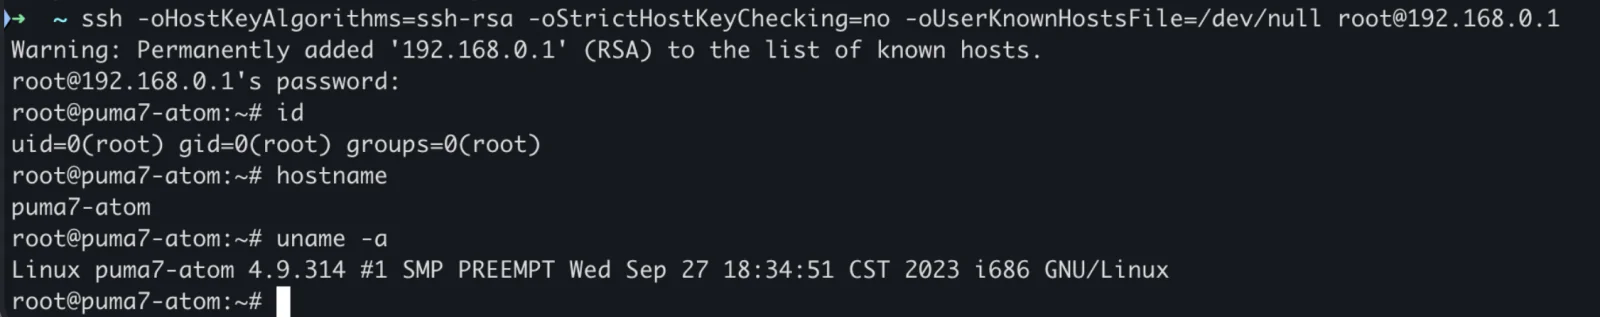 ➜  ~ ssh -oHostKeyAlgorithms=ssh-rsa -oStrictHostKeyChecking=no -oUserKnownHostsFile=/dev/null root@192.168.0.1
Warning: Permanently added '192.168.0.1' (RSA) to the list of known hosts.
root@192.168.0.1's password:
root@puma7-atom:~# id
uid=0(root) gid=0(root) groups=0(root)
root@puma7-atom:~# hostname
puma7-atom
root@puma7-atom:~# uname -a
Linux puma7-atom 4.9.314 #1 SMP PREEMPT Wed Sep 27 18:34:51 CST 2023 i686 GNU/Linux
root@puma7-atom:~#